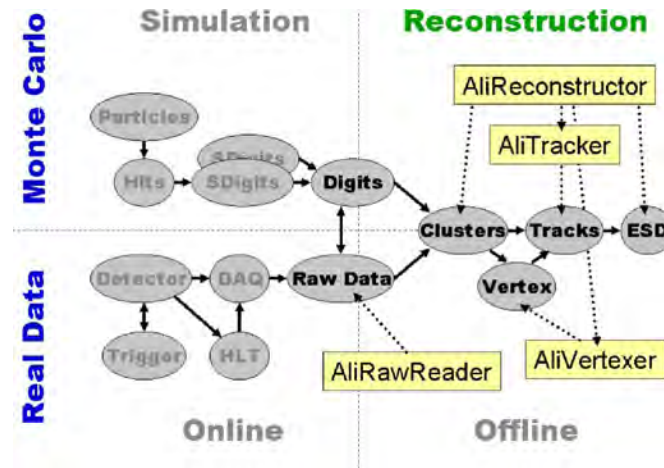 Simulation
Reconstruction
Monte Carlo
Real Data
Particles
Hits
SDigits
SDigits
Digits
AliReconstructor
AliTracker
Clusters
Tracks
ESD
Vertex
Detector
DAQ
Raw Data
Trigger
HLT
AliRawReader
AliVertexer
Online
Offline